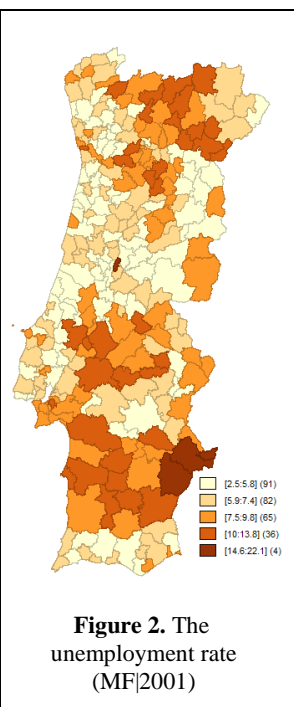 [2.5:5.8] (91)
[5.9:7.4] (82)
[7.5:9.8] (65)
[10:13.8] (36)
[14.6:22.1] (4)
Figure 2. The
unemployment rate
(MF|2001)